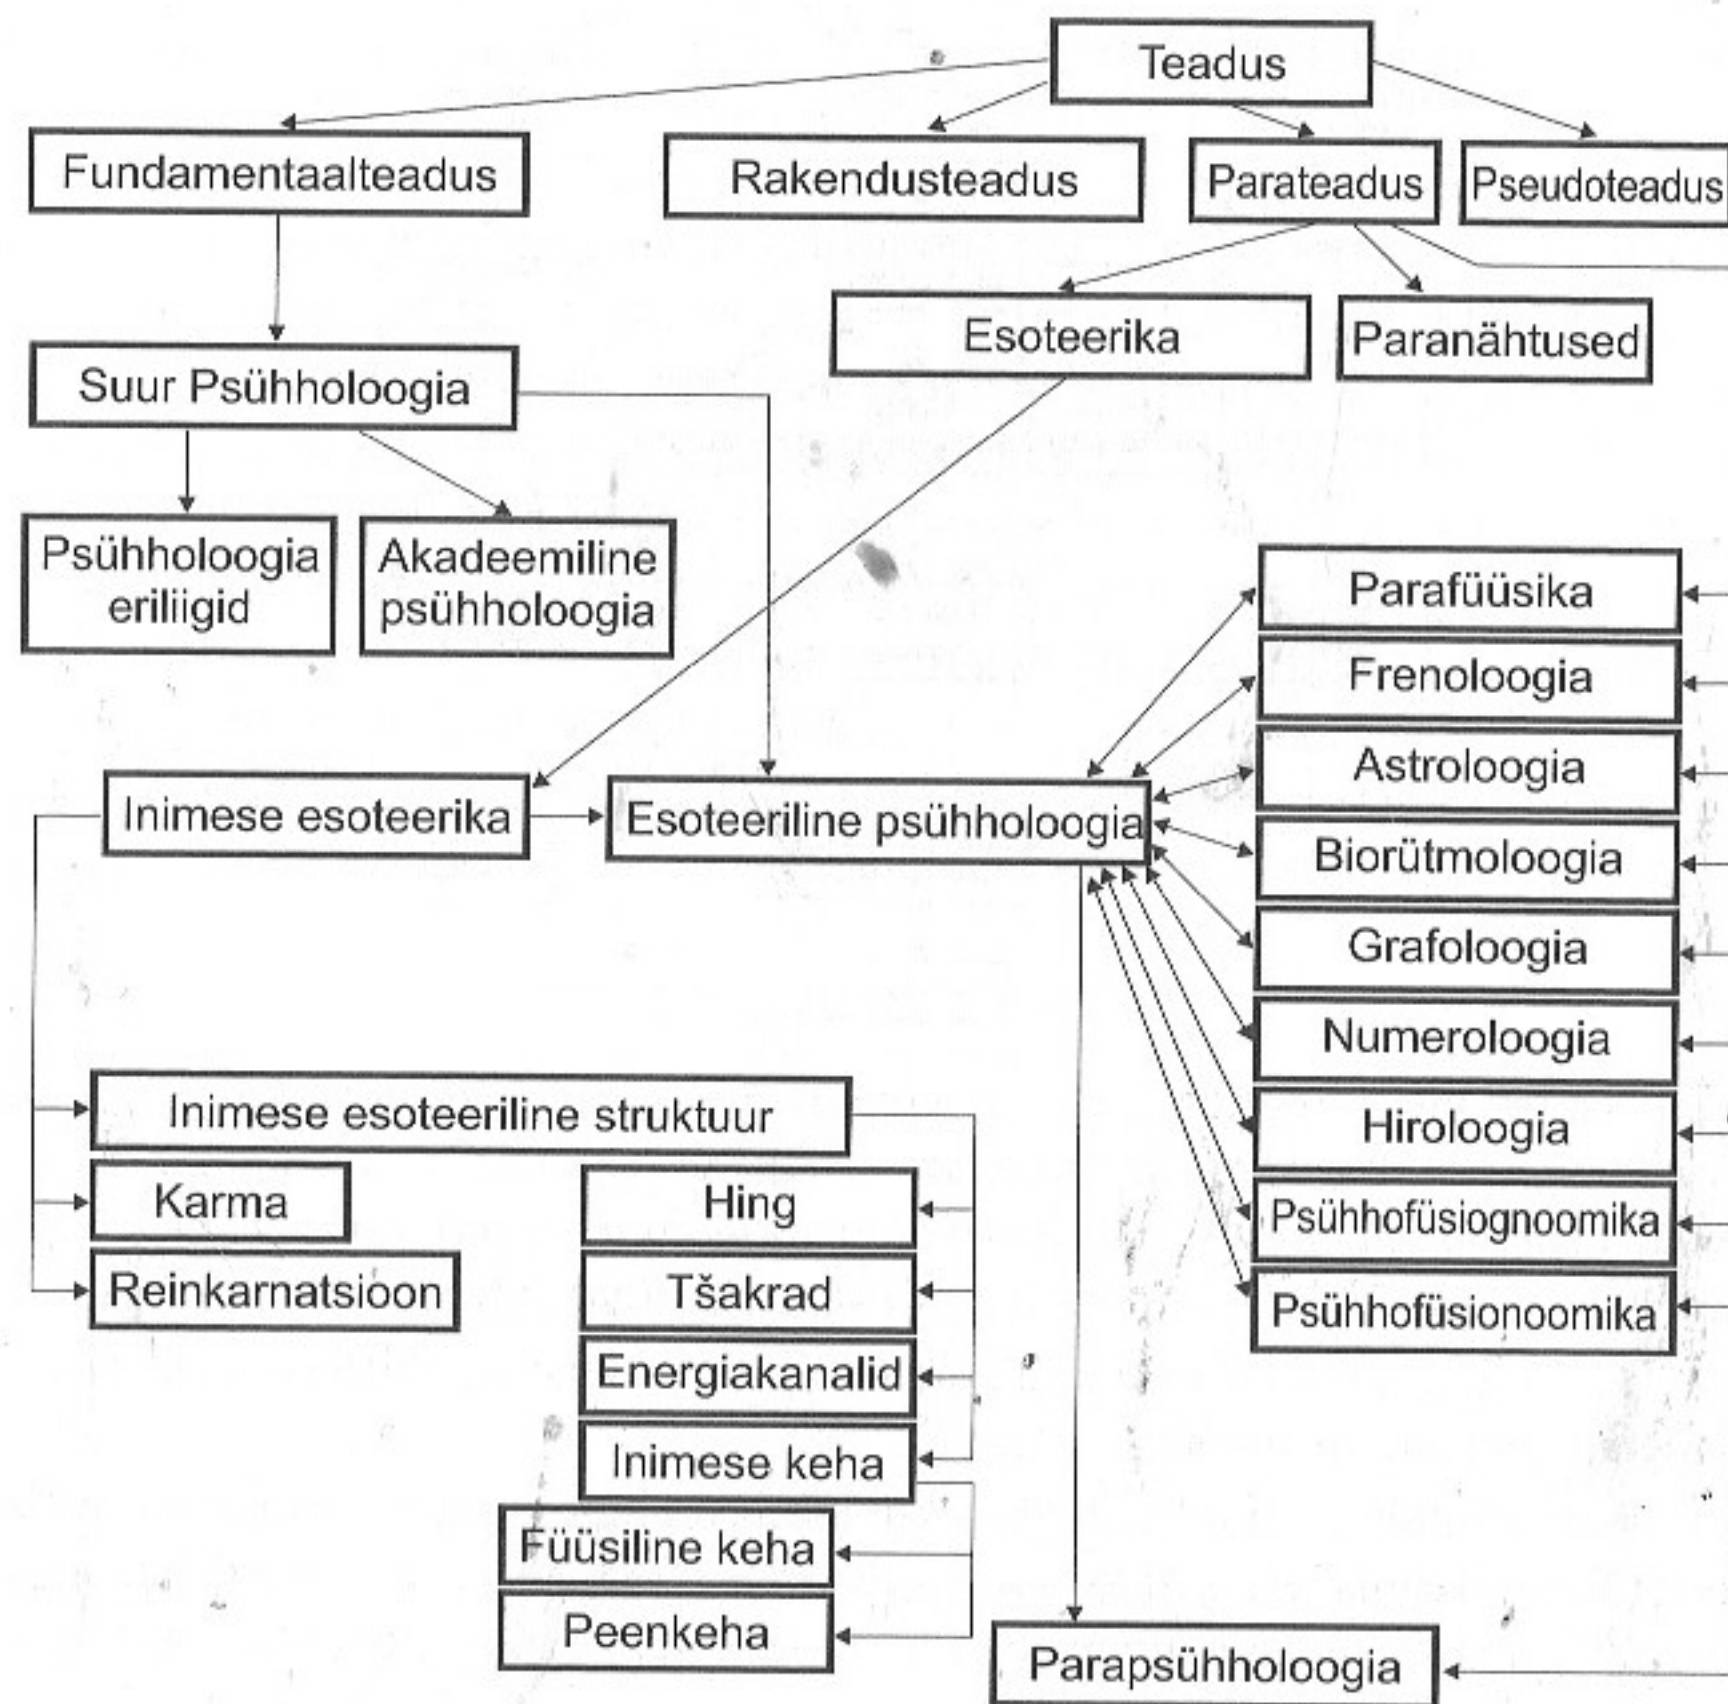 Teadus
Fundamentaalteadus
Rakendusteadus
Parateadus
Pseudoteadus
Esoteerika
Paranähtused
Suur Psühholoogia
Psühholoogia
eriliigid
Akadeemiline
psühholoogia
Parafüüsika
Frenoloogia
Astroloogia
Inimese esoteerika
Esoteeriline psühholoogia
Biorütmoloogia
Grafoloogia
Numeroloogia
Hiroloogia
Psühhofüsiognoomika
Psühhofüsionoomika
Inimese esoteeriline struktuur
Karma
Reinkarnatsioon
Hing
Tšakrad
Energiakanalid
Inimese keha
Füüsiline keha
Peenkeha
Parapsühholoogia